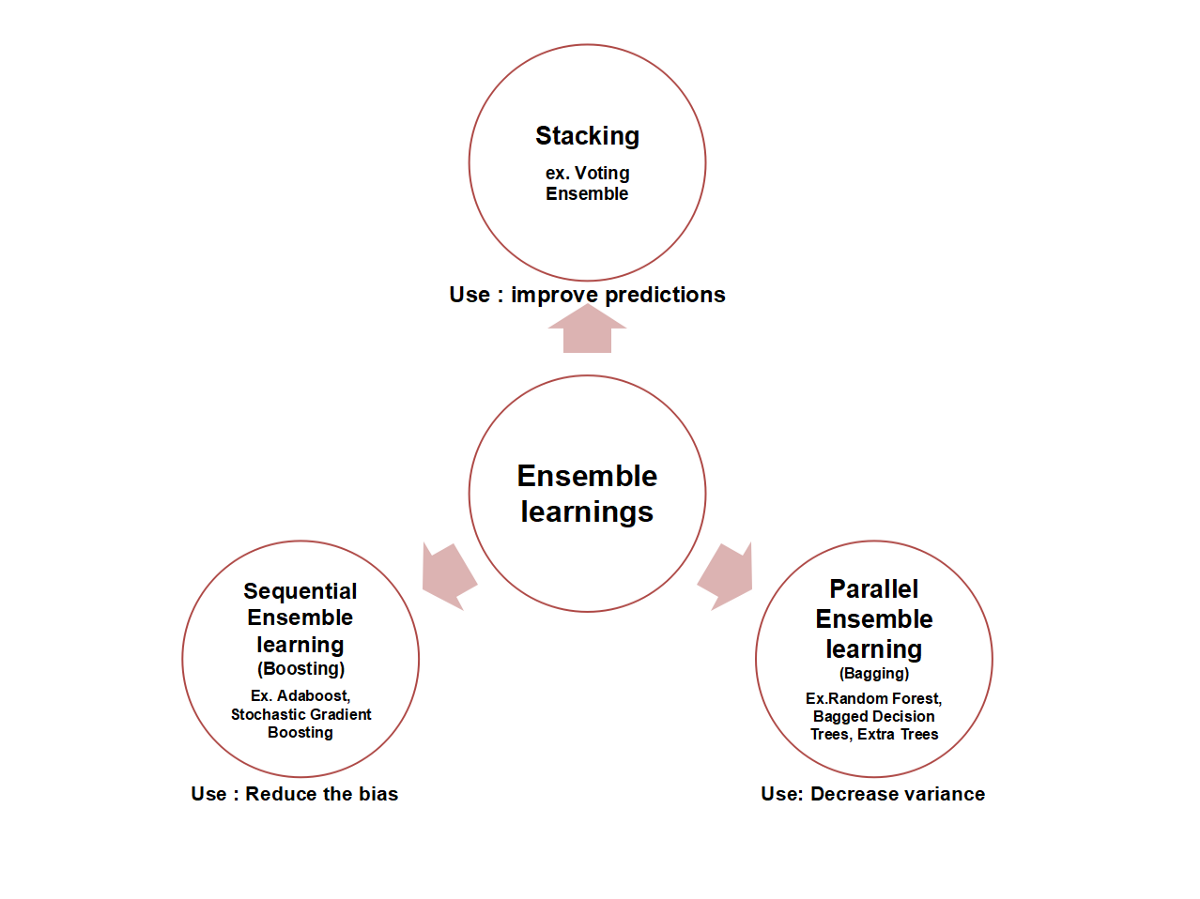 Stacking
ex. Voting
Ensemble
Use : improve predictions
Ensemble
learnings
Sequential
Ensemble
learning
(Boosting)
Ex. Adaboost,
Stochastic Gradient
Boosting
Use : Reduce the bias
Parallel
Ensemble
learning
(Bagging)
Ex.Random Forest,
Bagged Decision
Trees, Extra Trees
Use: Decrease variance